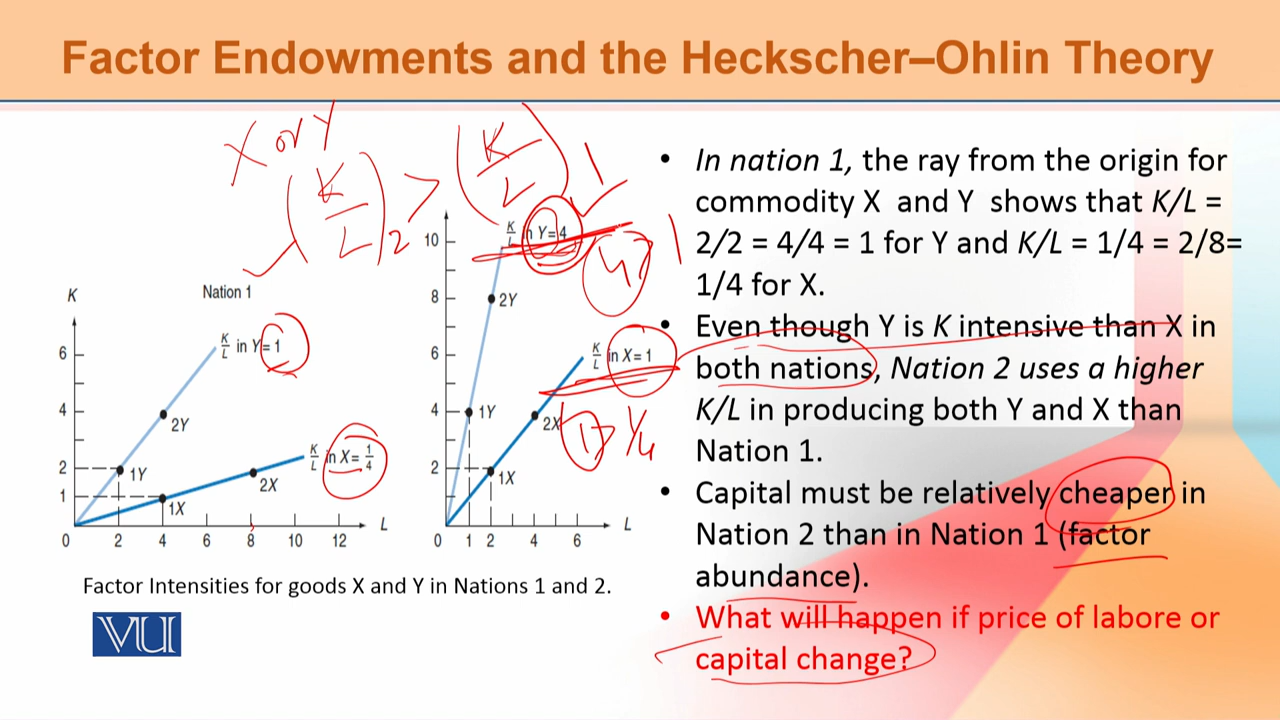 Factor Endowments and the Heckscher–Ohlin Theory
X or Y
(K/L)2 > (K/L)1
K
Nation 1
6
4
2
1
0
2
4
6
8
10
12
L
K/L in Y=1
2Y
1Y
K/L in X= 1/4
2X
1X
10
8
6
4
2
0
1
2
4
6
L
K/L in Y=4
2Y
1Y
K/L in X=1
2X
1X
4 > 1
1 > 1/4
Factor Intensities for goods X and Y in Nations 1 and 2.
VU
• In nation 1, the ray from the origin for
commodity X and Y shows that K/L =
2/2 = 4/4 = 1 for Y and K/L = 1/4 = 2/8=
1/4 for X.
• Even though Y is K intensive than X in
both nations, Nation 2 uses a higher
K/L in producing both Y and X than
Nation 1.
• Capital must be relatively cheaper in
Nation 2 than in Nation 1 (factor
abundance).
• What will happen if price of labore or
capital change?